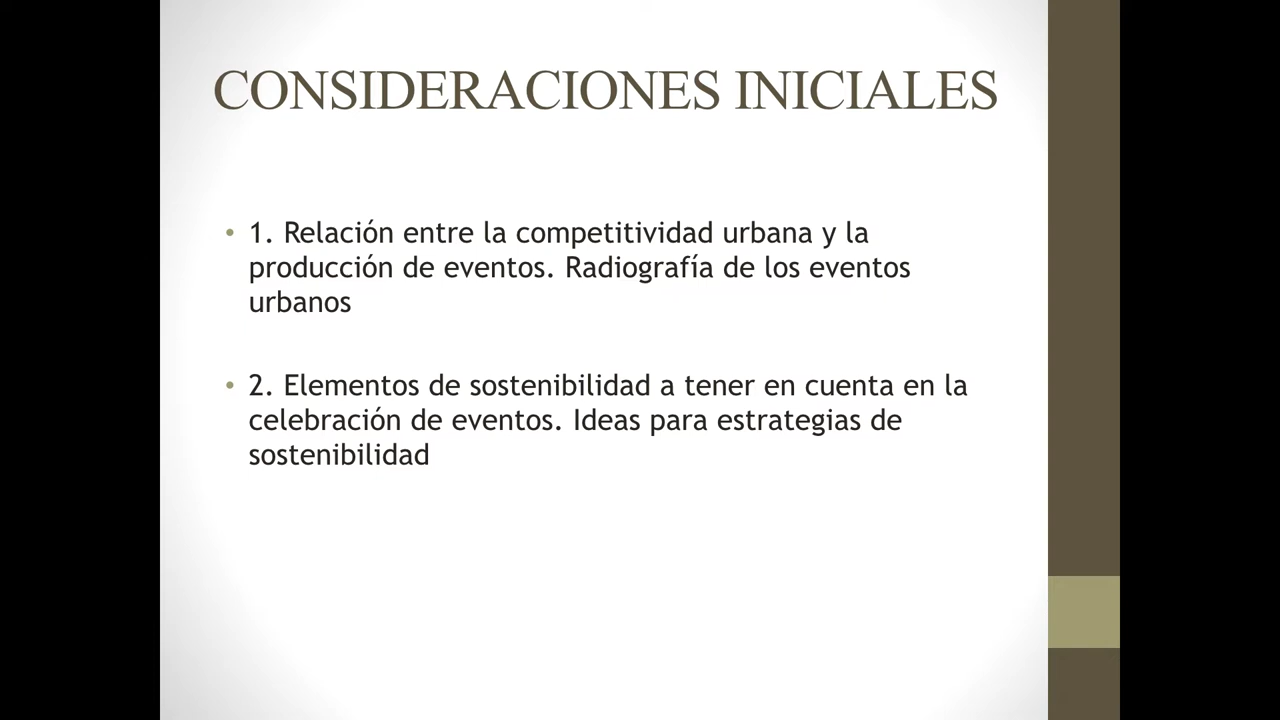 CONSIDERACIONES INICIALES
• 1. Relación entre la competitividad urbana y la
producción de eventos. Radiografía de los eventos
urbanos
• 2. Elementos de sostenibilidad a tener en cuenta en la
celebración de eventos. Ideas para estrategias de
sostenibilidad